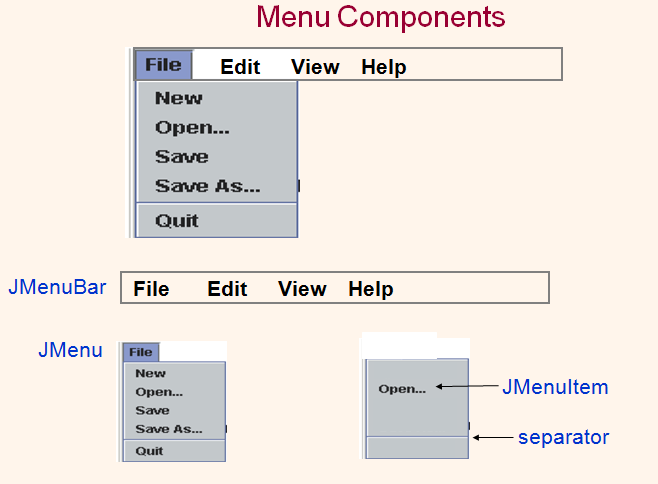 Menu Components
File Edit View Help
New
Open...
Save
Save As...
Quit
JMenuBar File Edit View Help
JMenu File
New
Open...
Save
Save As...
Quit
Open... JMenuItem
separator